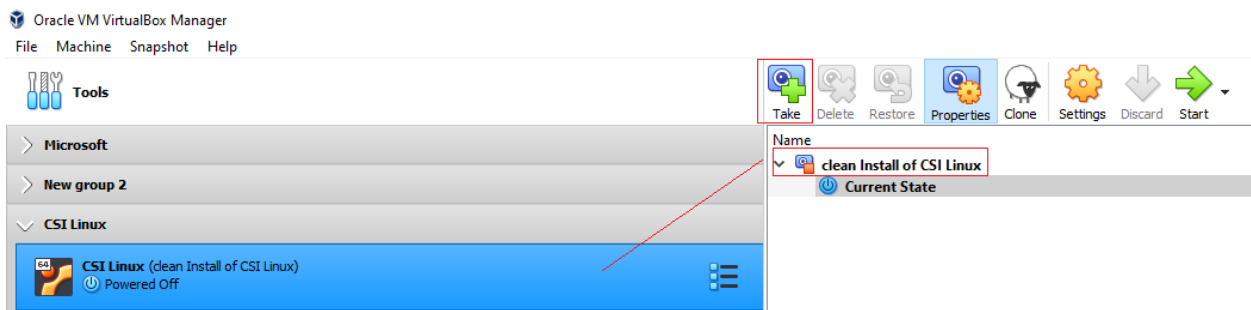 Oracle VM VirtualBox Manager
File Machine Snapshot Help
Tools
Take Delete Restore Properties Clone Settings Discard Start
Microsoft
New group 2
CSI Linux
64
CSI Linux (clean Install of CSI Linux)
Powered Off
Name
clean Install of CSI Linux
Current State